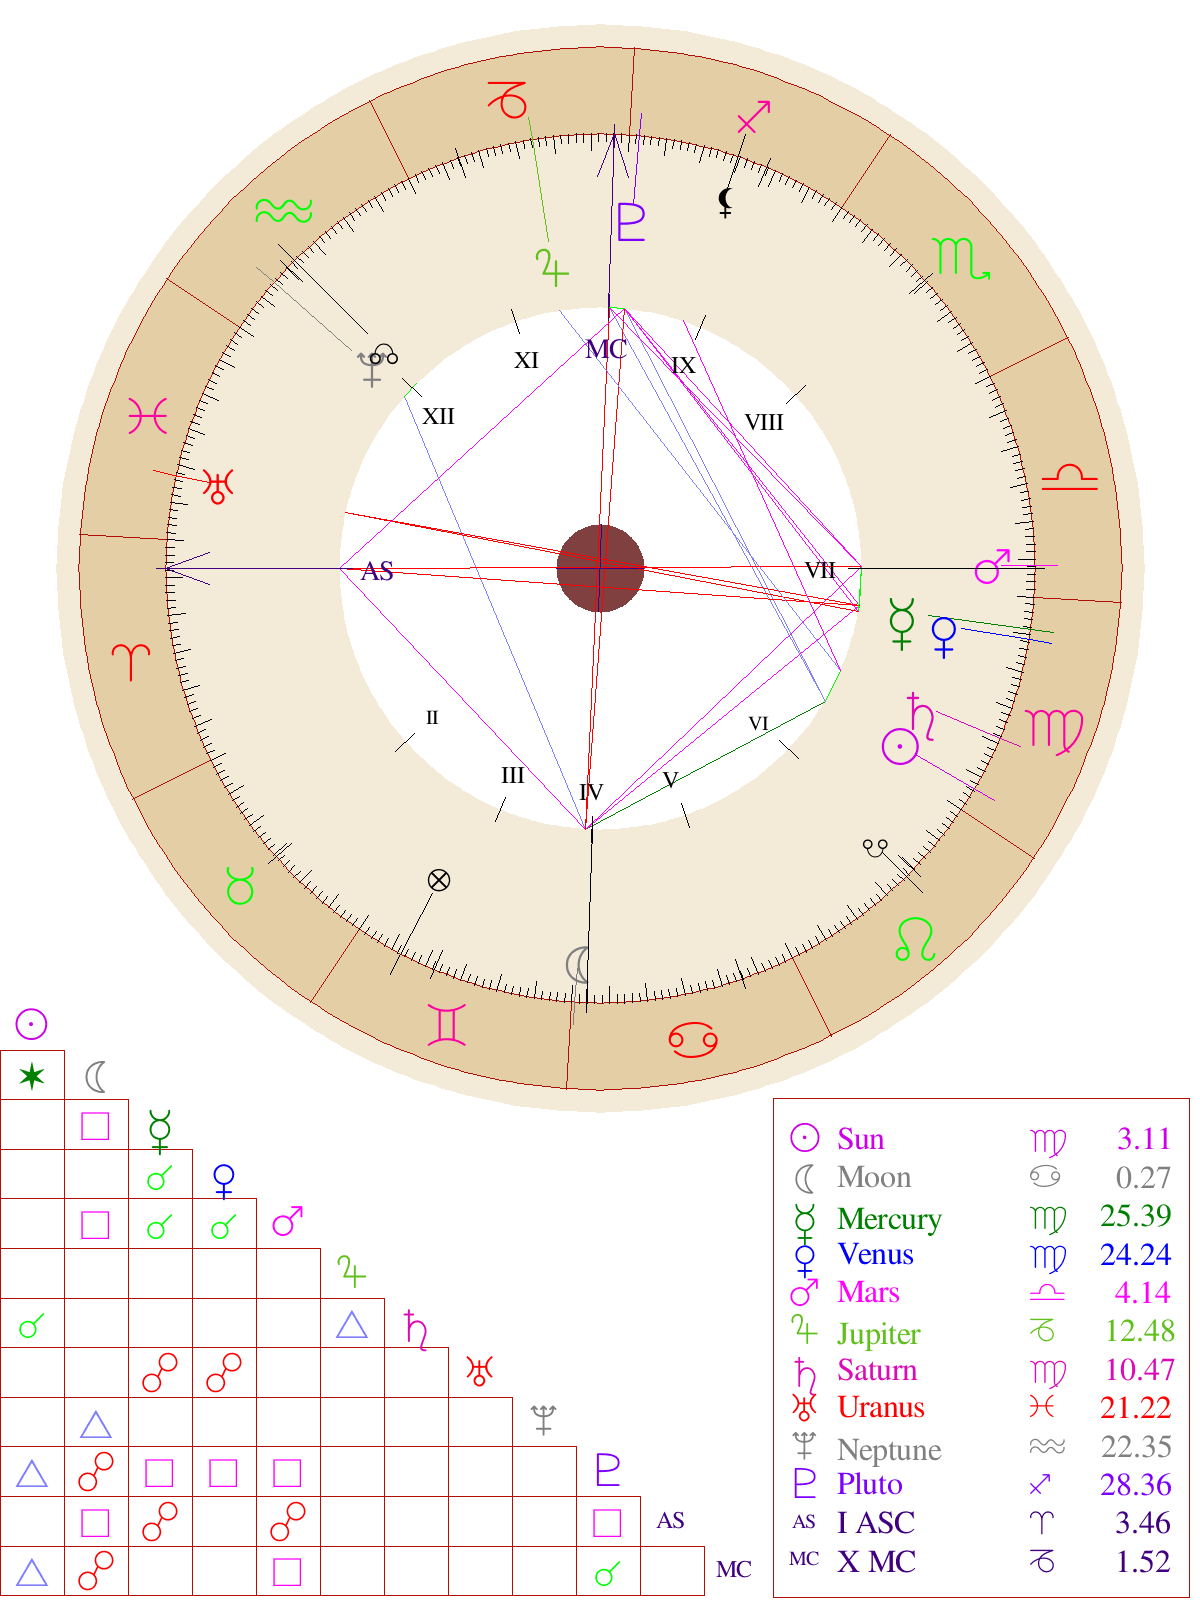 MC
XI
IX
XII
VIII
AS
VII
II
VI
III
IV
V
Sun 3.11
Moon 0.27
Mercury 25.39
Venus 24.24
Mars 4.14
Jupiter 12.48
Saturn 10.47
Uranus 21.22
Neptune 22.35
Pluto 28.36
AS I ASC 3.46
MC X MC 1.52
AS
MC